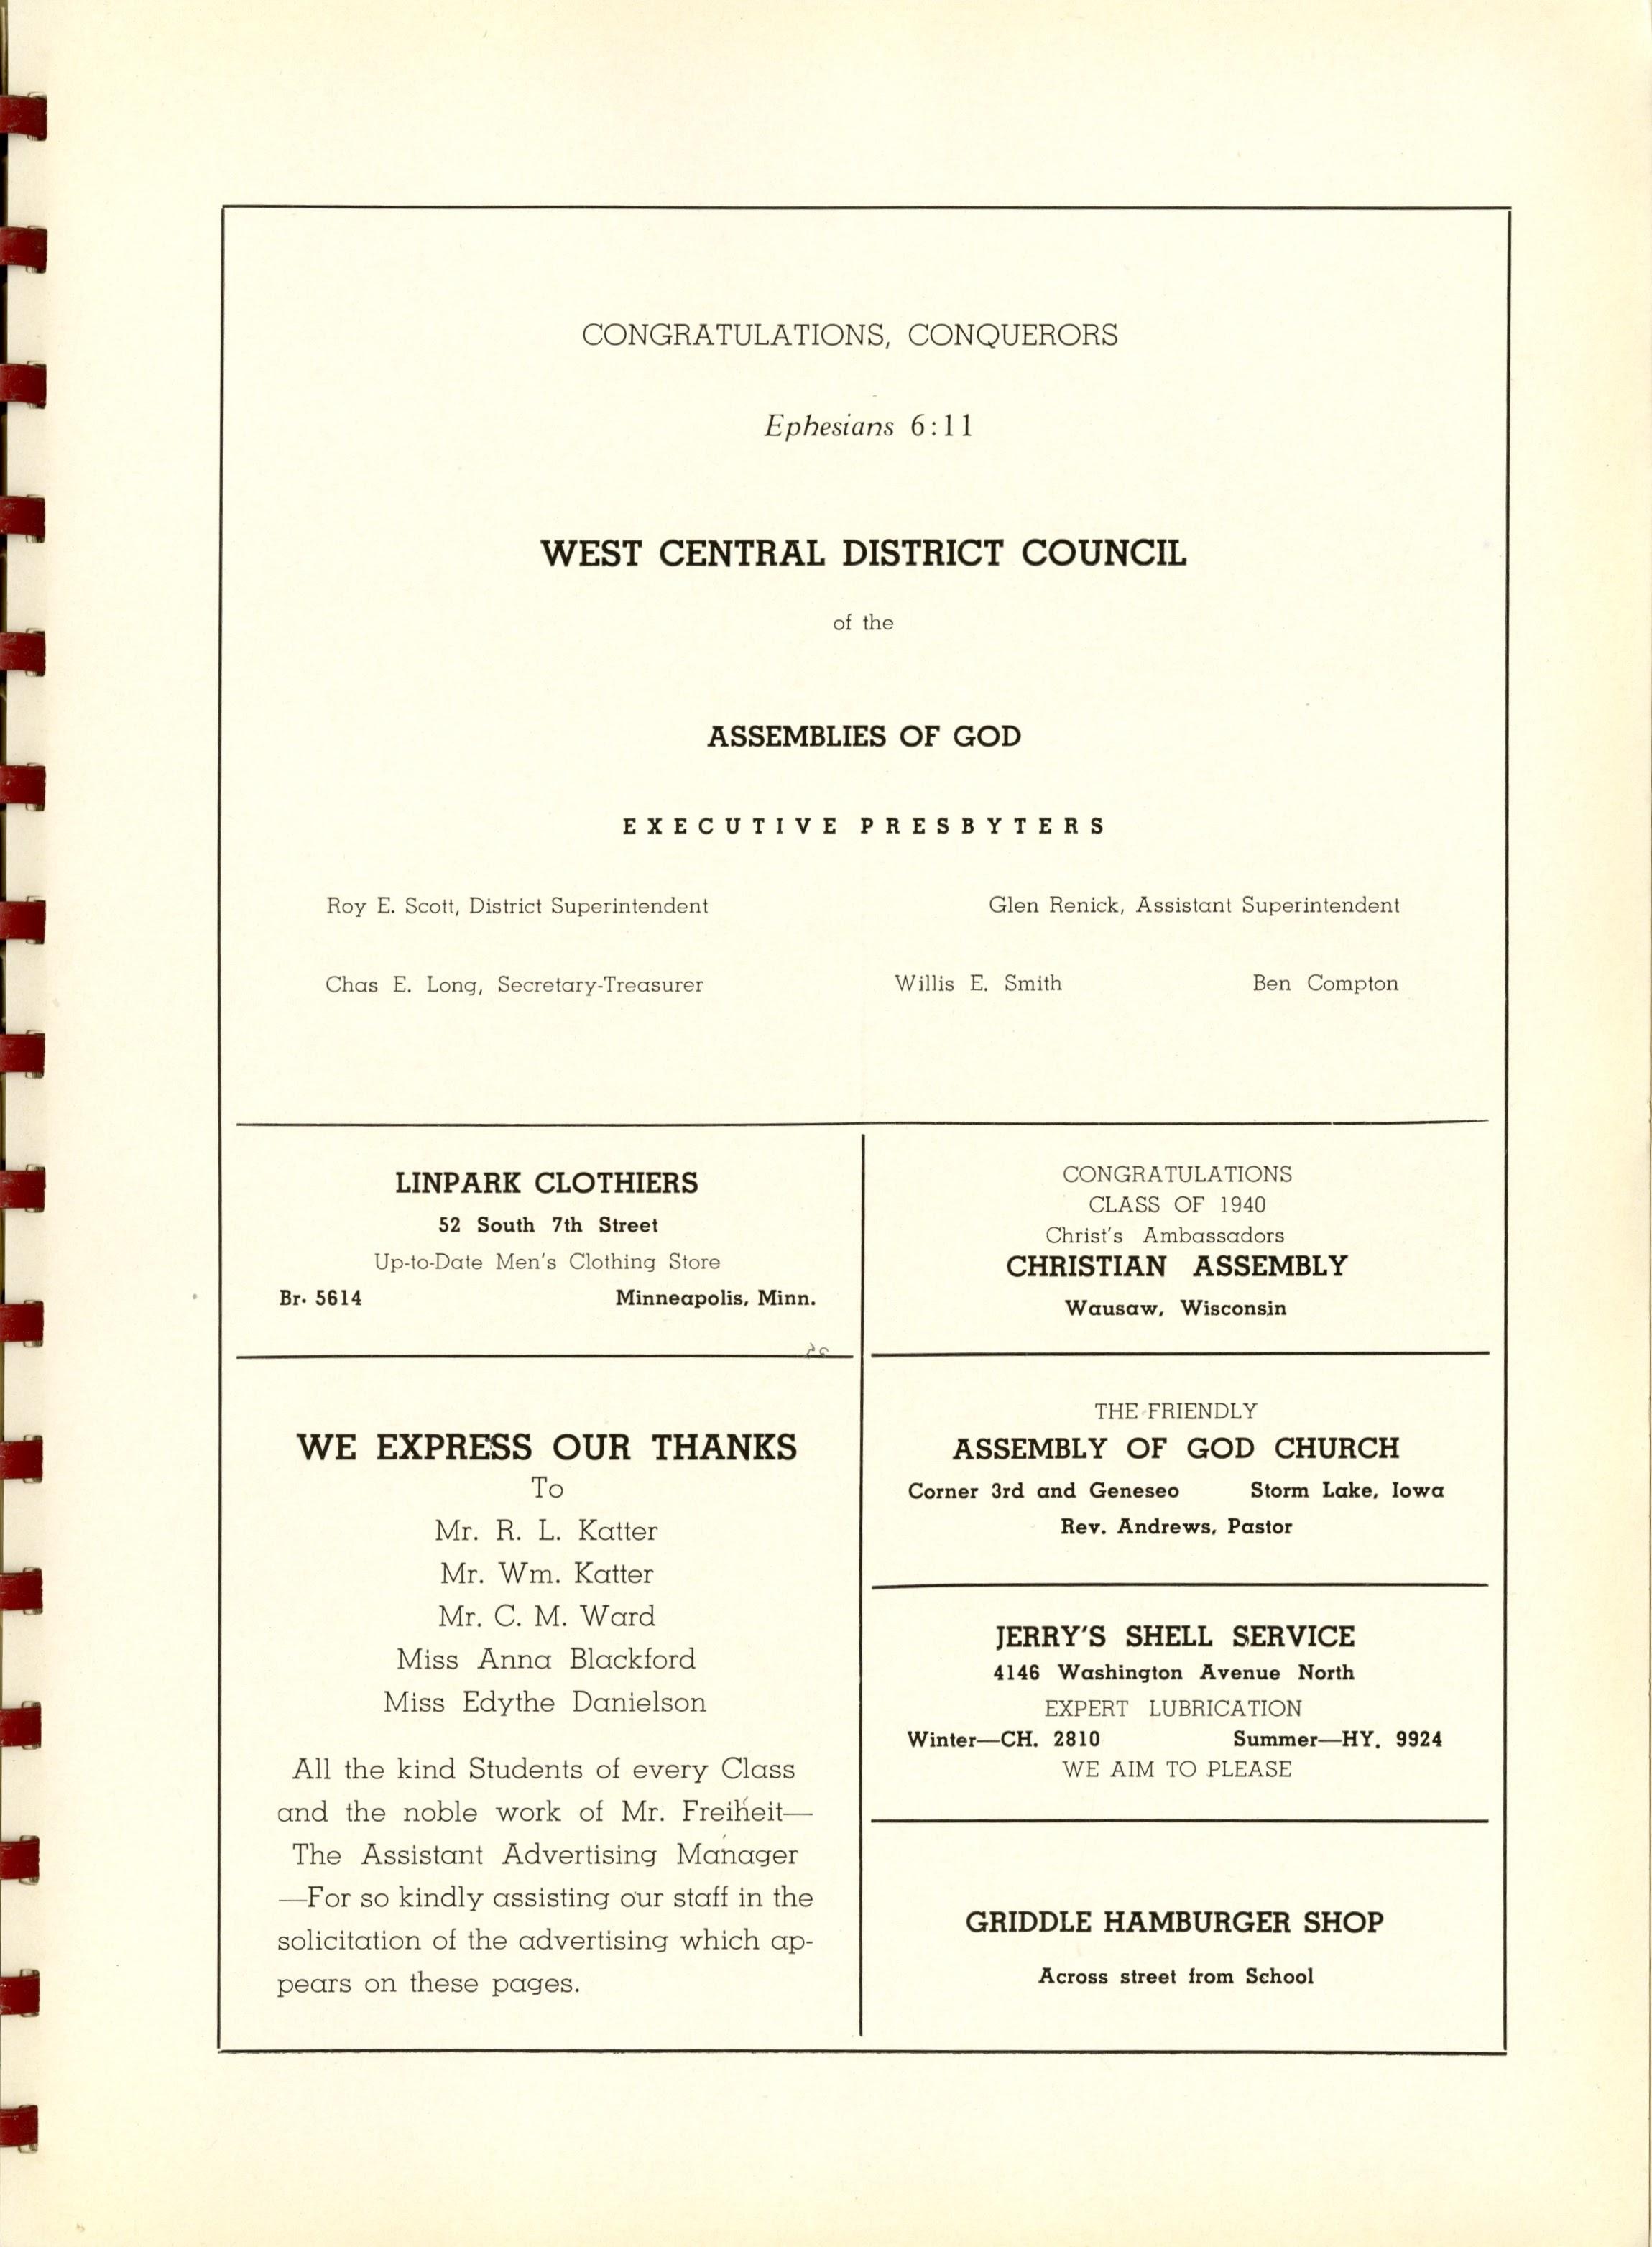 CONGRATULATIONS, CONQUERORS
Ephesians 6:11
WEST CENTRAL DISTRICT COUNCIL
of the
ASSEMBLIES OF GOD
EXECUTIVE PRESBYTERS
Roy E. Scott, District Superintendent Glen Renick, Assistant Superintendent
Chas E. Long, Secretary-Treasurer Willis E. Smith Ben Compton
LINPARK CLOTHIERS
52 South 7th Street
Up-to-Date Men's Clothing Store
Br. 5614 Minneapolis, Minn.
WE EXPRESS OUR THANKS
To
Mr. R. L. Katter
Mr. Wm. Katter
Mr. C. M. Ward
Miss Anna Blackford
Miss Edythe Danielson
All the kind Students of every Class
and the noble work of Mr. Freiheit—
The Assistant Advertising Manager
—For so kindly assisting our staff in the
solicitation of the advertising which ap-
pears on these pages.
CONGRATULATIONS
CLASS OF 1940
Christ's Ambassadors
CHRISTIAN ASSEMBLY
Wausaw, Wisconsin
THE FRIENDLY
ASSEMBLY OF GOD CHURCH
Corner 3rd and Geneseo Storm Lake, Iowa
Rev. Andrews, Pastor
JERRY'S SHELL SERVICE
4146 Washington Avenue North
EXPERT LUBRICATION
Winter—CH. 2810 Summer—HY. 9924
WE AIM TO PLEASE
GRIDDLE HAMBURGER SHOP
Across street from School